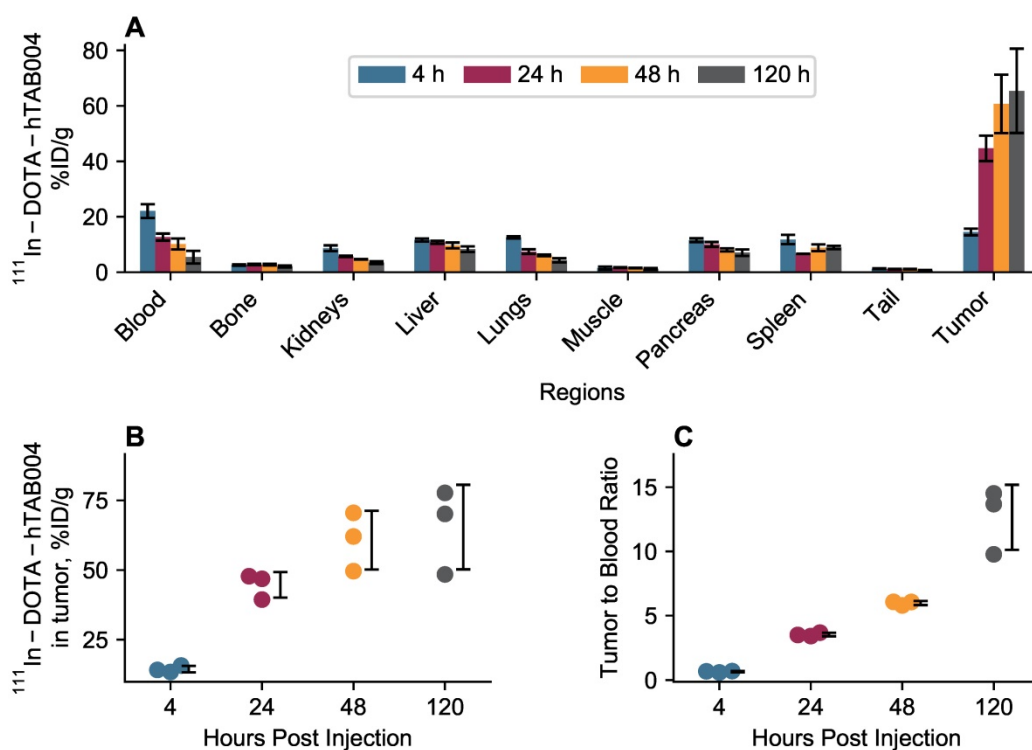 A
¹¹¹In – DOTA – hTAB004
%ID/g
80
60
40
20
0
4 h 24 h 48 h 120 h
Blood Bone Kidneys Liver Lungs Muscle Pancreas Spleen Tail Tumor
Regions
B
¹¹¹In – DOTA – hTAB004
in tumor, %ID/g
75
50
25
4 24 48 120
Hours Post Injection
C
Tumor to Blood Ratio
15
10
5
0
4 24 48 120
Hours Post Injection